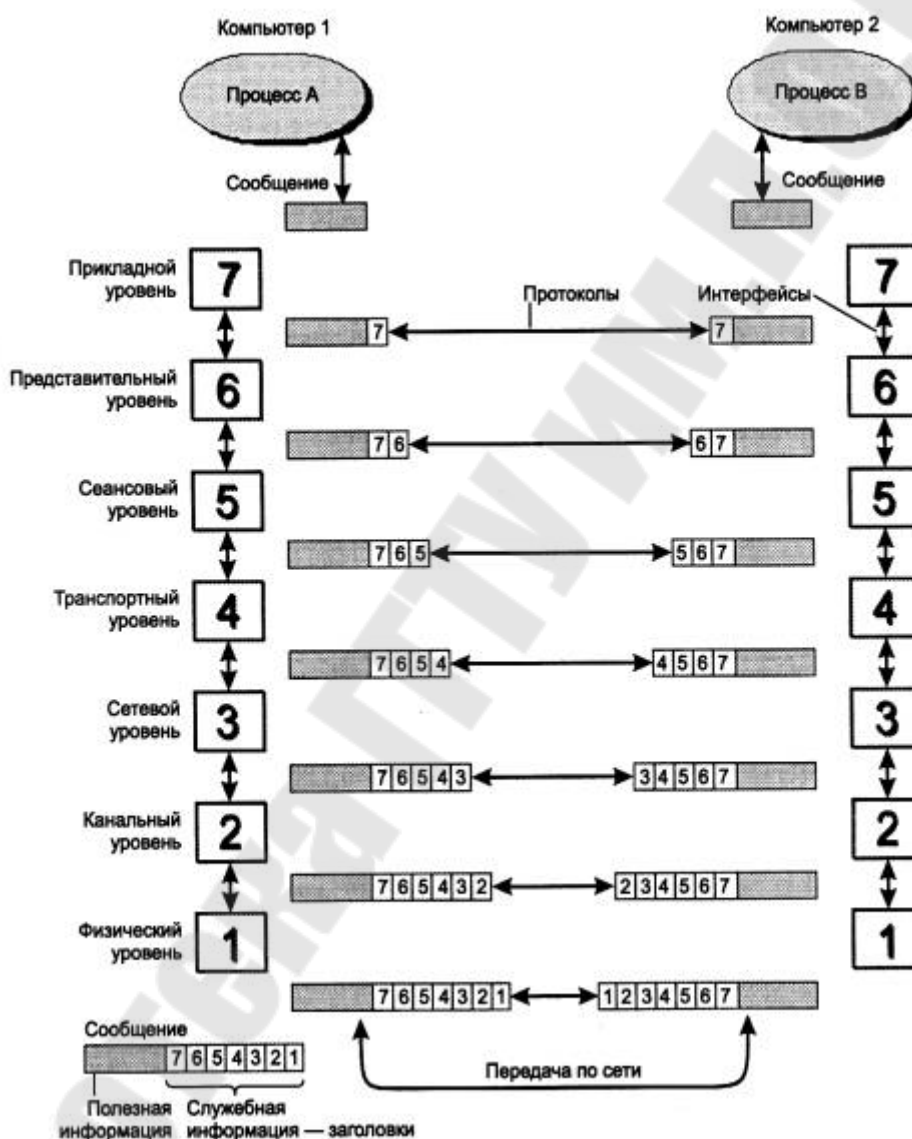 Компьютер 1
Компьютер 2
Процесс А
Процесс В
Сообщение
Сообщение
Прикладной
уровень
7
Протоколы
Интерфейсы
7
7
7
Представительный
уровень
6
6
7 6
6 7
Сеансовый
уровень
5
5
7 6 5
5 6 7
Транспортный
уровень
4
4
7 6 5 4
4 5 6 7
Сетевой
уровень
3
3
7 6 5 4 3
3 4 5 6 7
Канальный
уровень
2
2
7 6 5 4 3 2
2 3 4 5 6 7
Физический
уровень
1
1
7 6 5 4 3 2 1
1 2 3 4 5 6 7
Сообщение
7 6 5 4 3 2 1
Передача по сети
Полезная
информация
Служебная
информация — заголовки
ГГТУ ИМ.